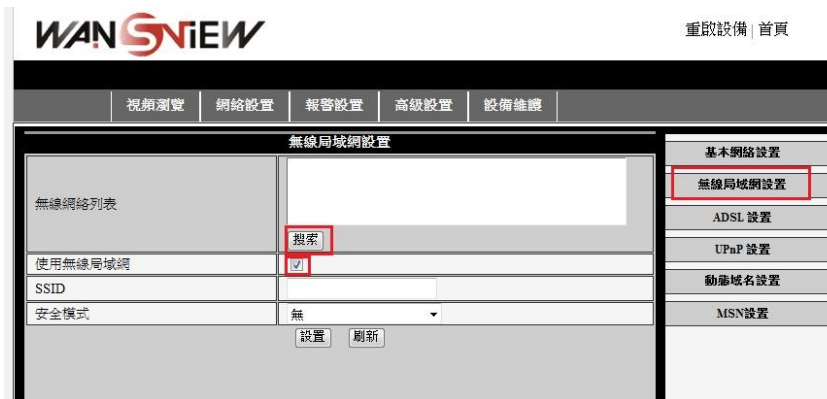 WANSVIEW
重啟設備 | 首頁
視頻瀏覽 網絡設置 報警設置 高級設置 設備維護
無線局域網設置
無線網絡列表
搜索
使用無線局域網
SSID
安全模式 無
設置 刷新
基本網絡設置
無線局域網設置
ADSL 設置
UPnP 設置
動態域名設置
MSN設置